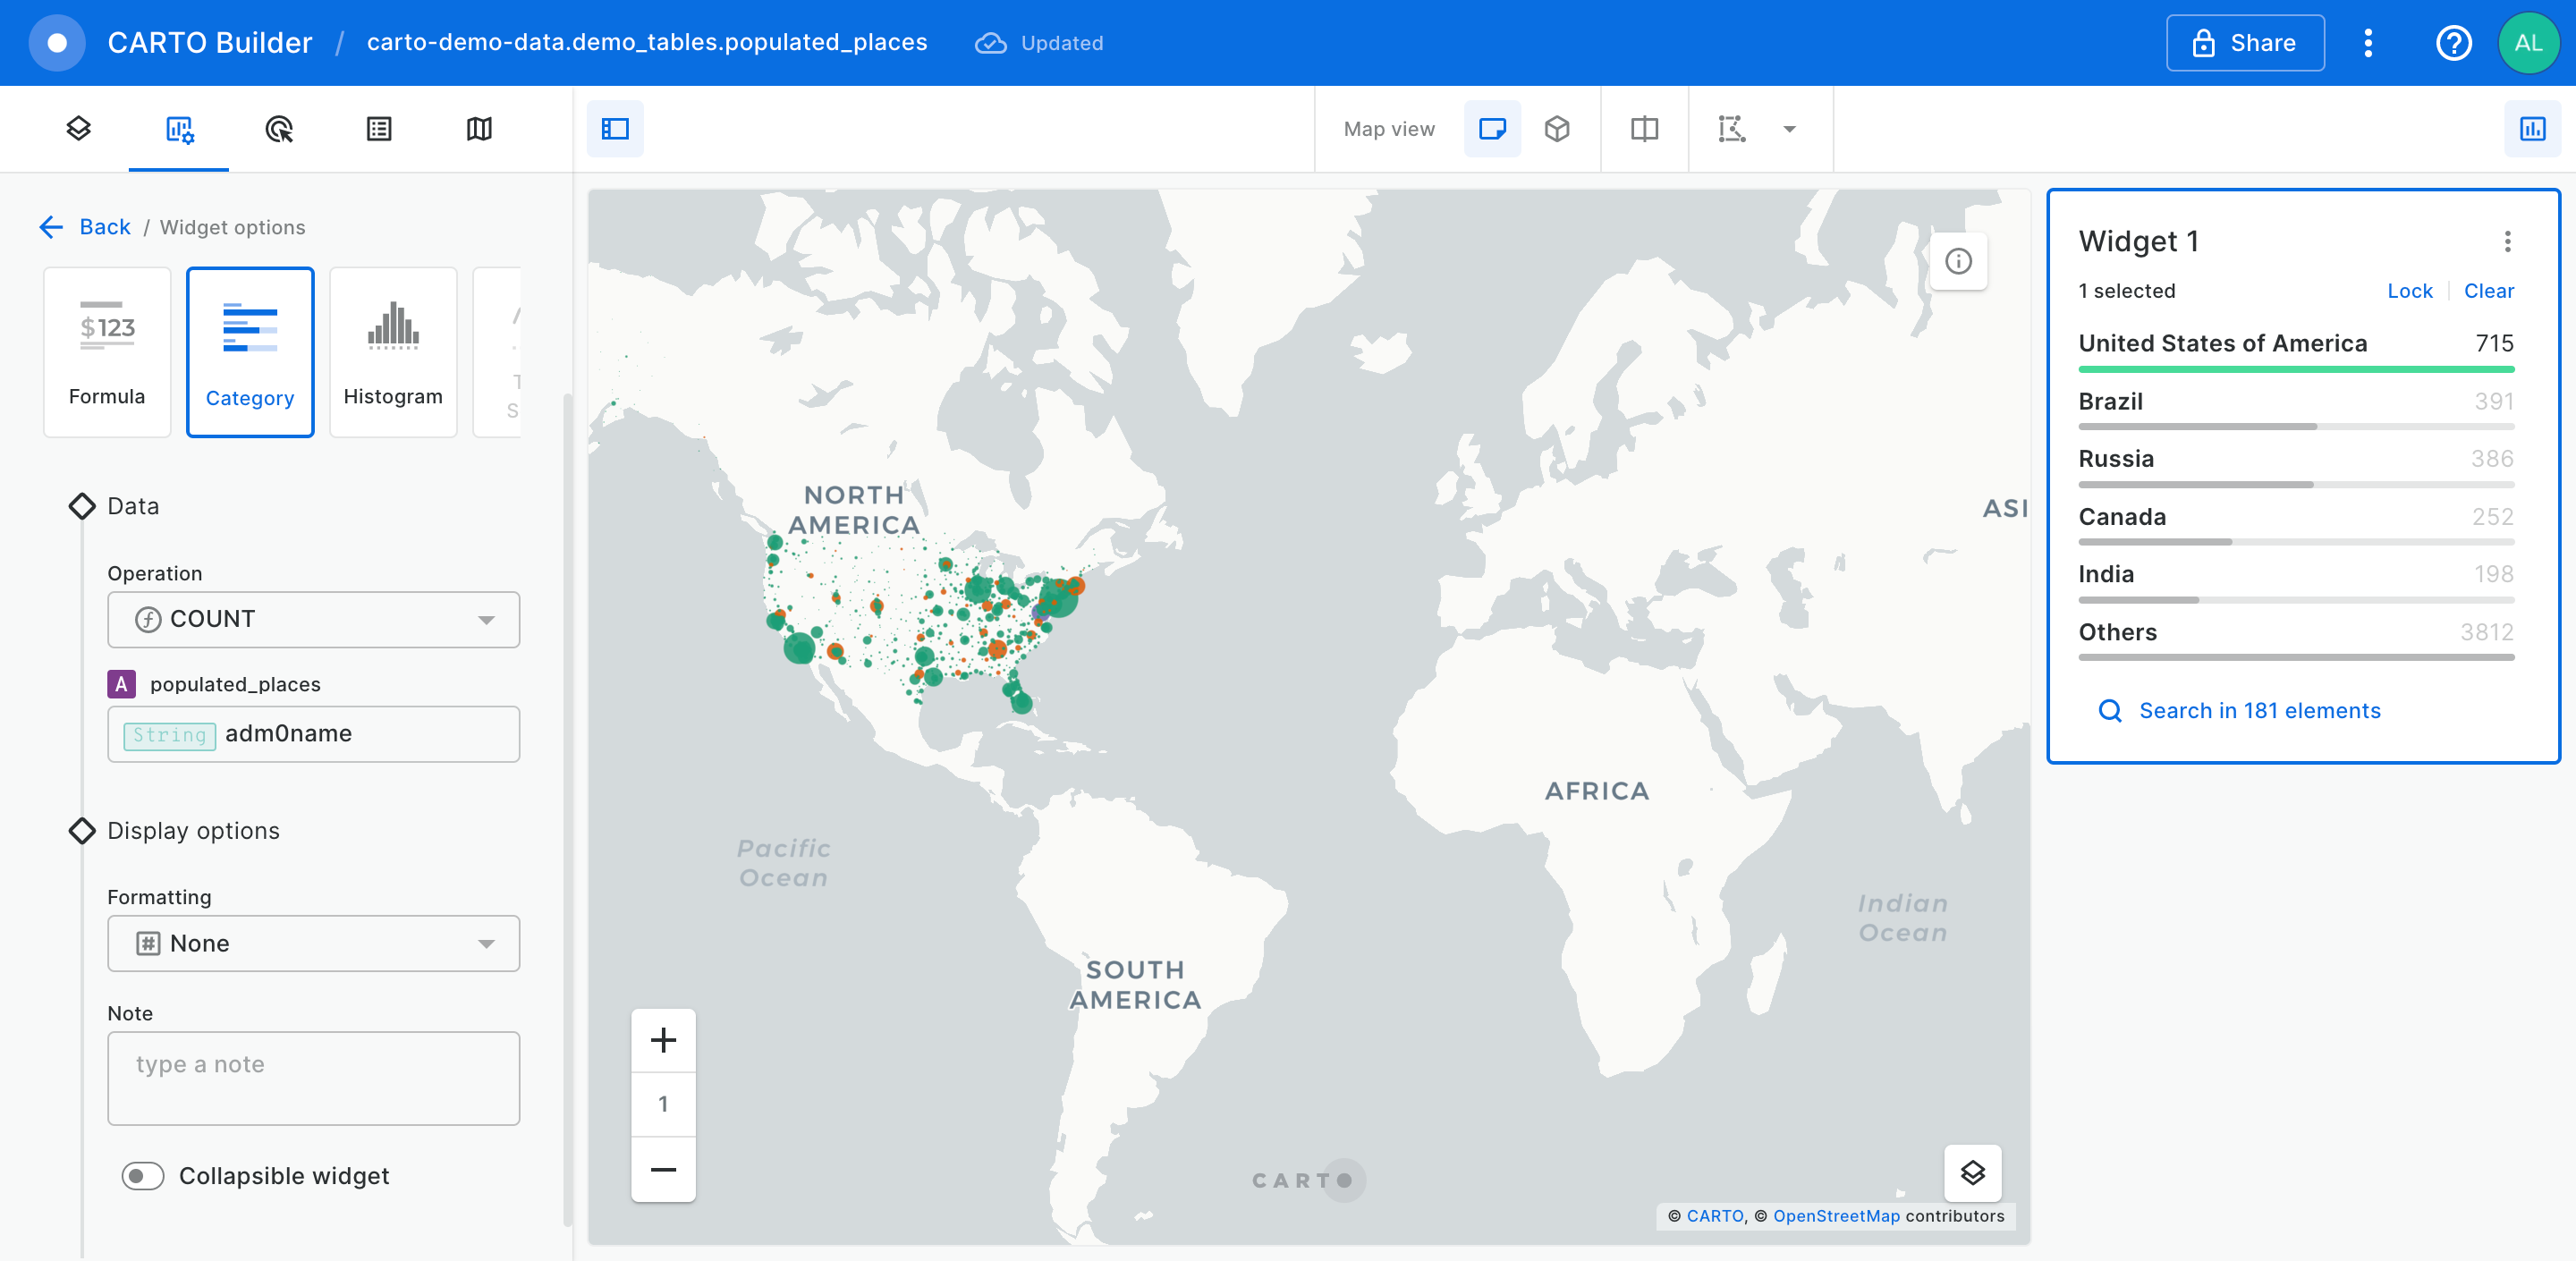 CARTO Builder / carto-demo-data.demo_tables.populated_places Updated Share AL
Map view
Back / Widget options
$123
Formula
Category
Histogram
Data
Operation
COUNT
A populated_places
String adm0name
Display options
Formatting
None
Note
type a note
Collapsible widget
NORTH
AMERICA
ASI
AFRICA
Pacific
Ocean
Indian
Ocean
SOUTH
AMERICA
1
CARTO
© CARTO, © OpenStreetMap contributors
Widget 1
1 selected Lock Clear
United States of America 715
Brazil 391
Russia 386
Canada 252
India 198
Others 3812
Search in 181 elements